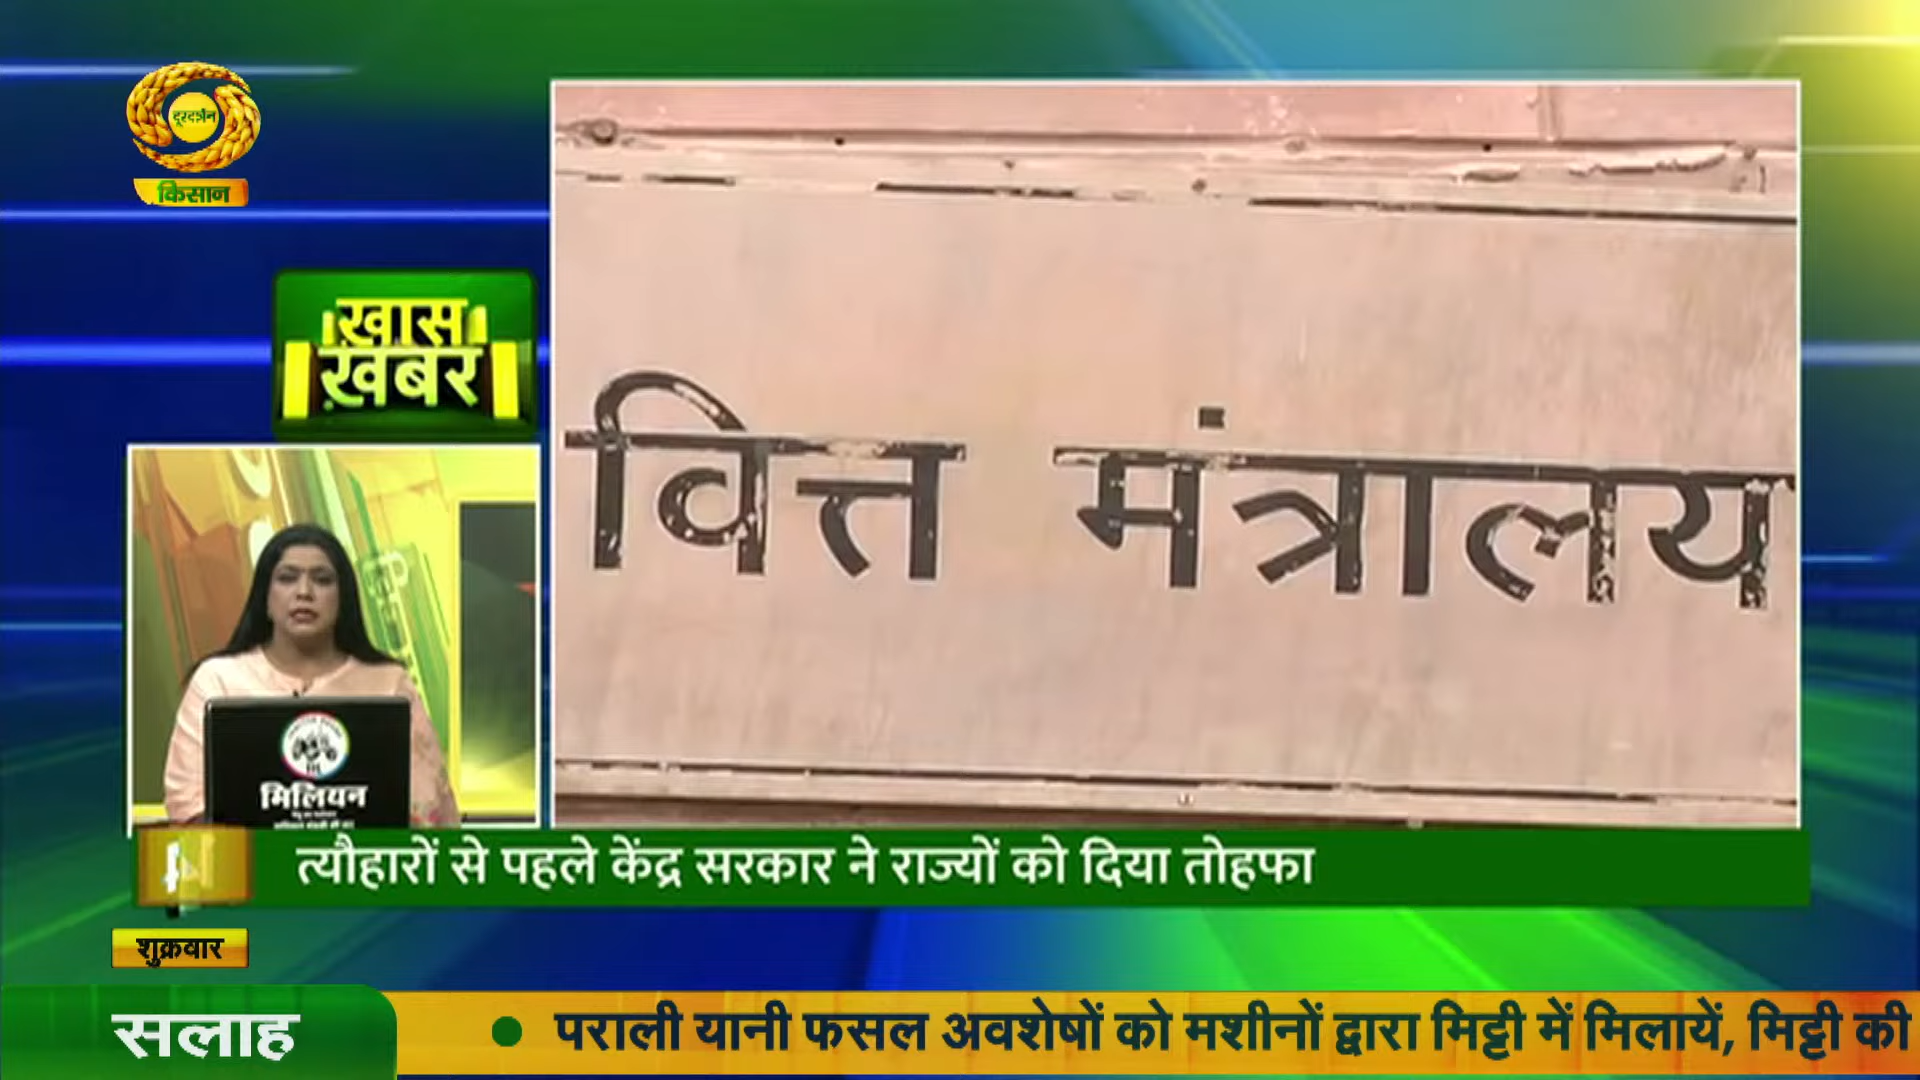 दूरदर्शन
किसान
ख़ास
ख़बर
वित्त मंत्रालय
मिलियन
त्यौहारों से पहले केंद्र सरकार ने राज्यों को दिया तोहफा
शुक्रवार
सलाह
● पराली यानी फसल अवशेषों को मशीनों द्वारा मिट्टी में मिलायें, मिट्टी की